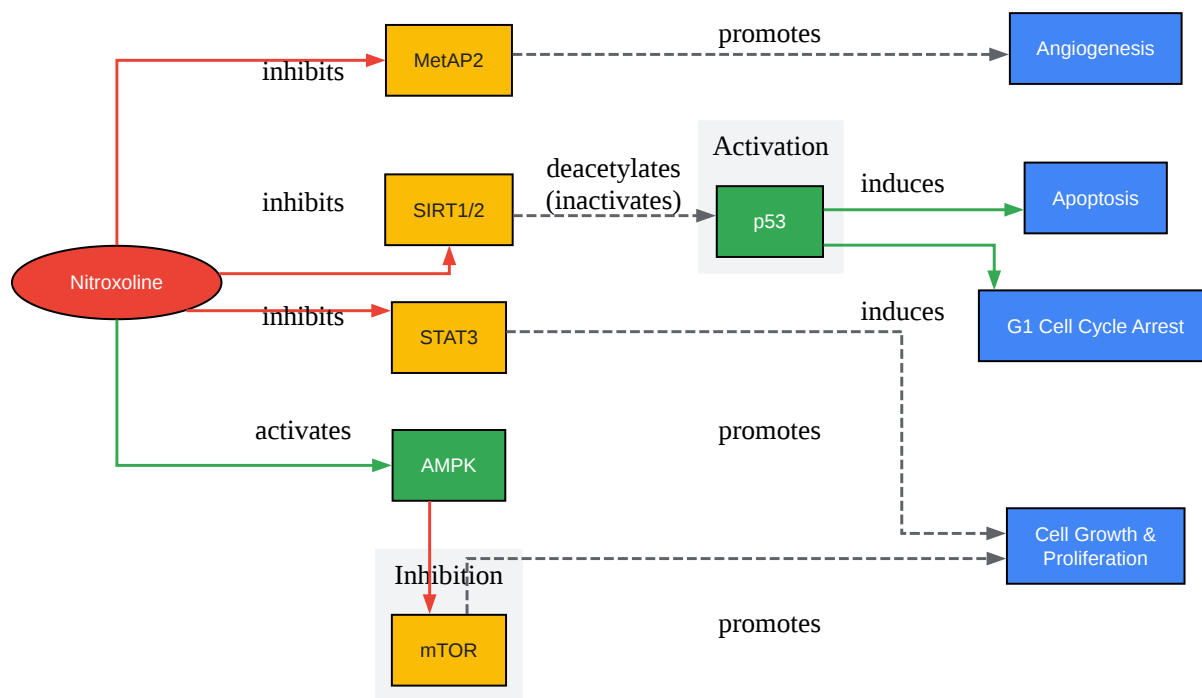 promotes
Angiogenesis
MetAP2
inhibits
Activation
deacetylates
(inactivates)
induces
inhibits
SIRT1/2
p53
Apoptosis
Nitroxoline
inhibits
STAT3
induces
G1 Cell Cycle Arrest
activates
promotes
AMPK
Cell Growth &
Proliferation
Inhibition
promotes
mTOR